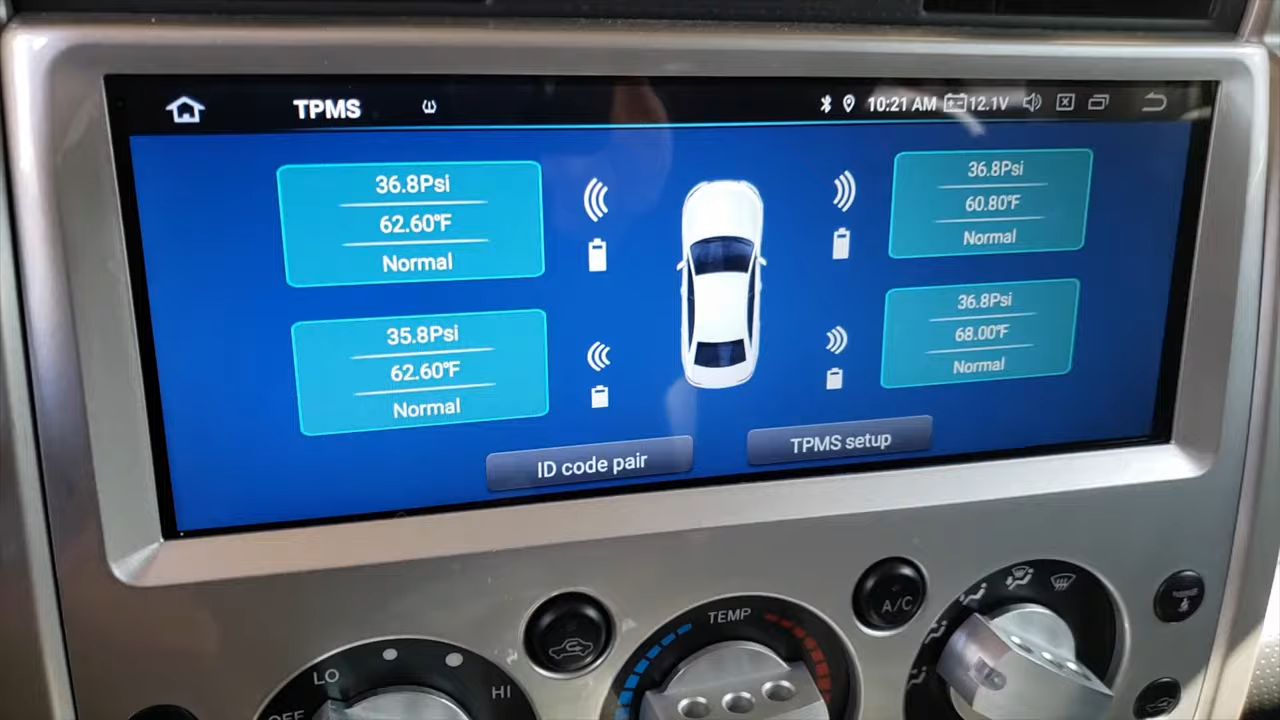 TPMS
10:21 AM
12.1V
36.8Psi
62.60°F
Normal
36.8Psi
60.80°F
Normal
35.8Psi
62.60°F
Normal
36.8Psi
68.00°F
Normal
ID code pair
TPMS setup
A/C
TEMP
LO
HI
OFF